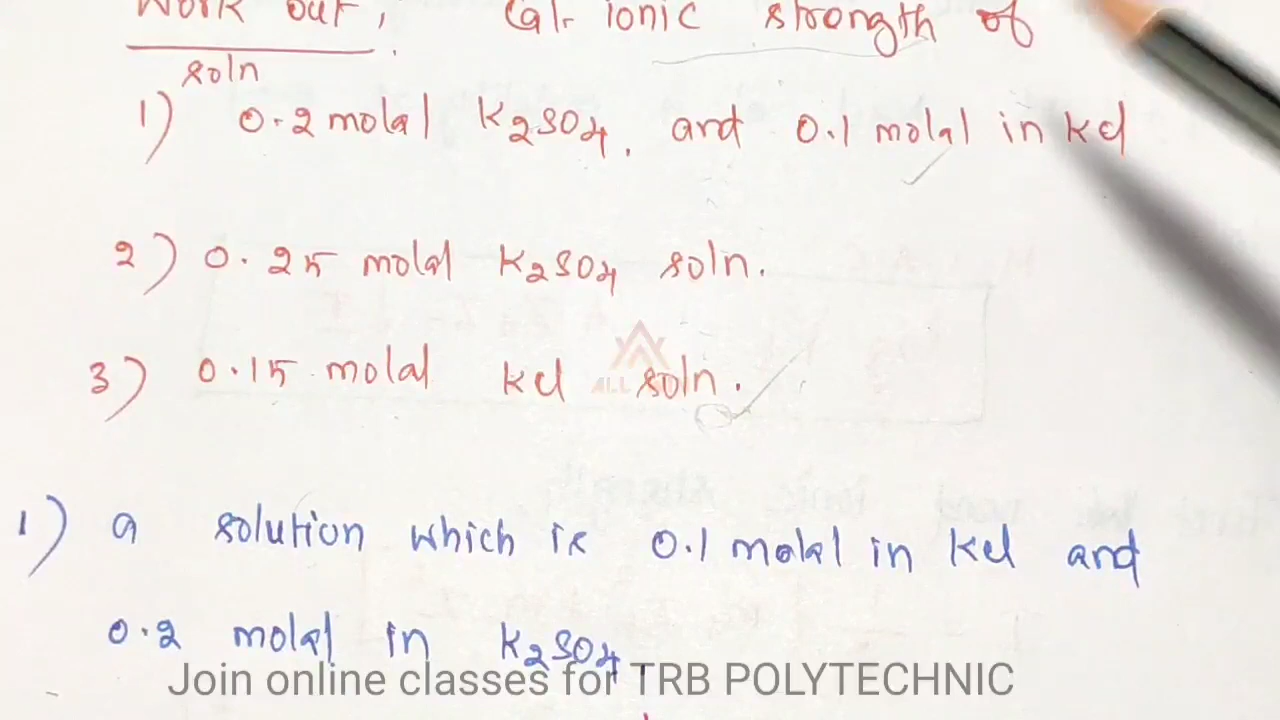 Work out, Cal. ionic strength of
soln
1) 0.2 molal K2SO4, and 0.1 molal in kcl
2) 0.25 molal K2SO4 soln.
3) 0.15 molal kcl soln.
ALL
1) a solution which is 0.1 molal in kcl and
0.2 molal in K2SO4,
Join online classes for TRB POLYTECHNIC